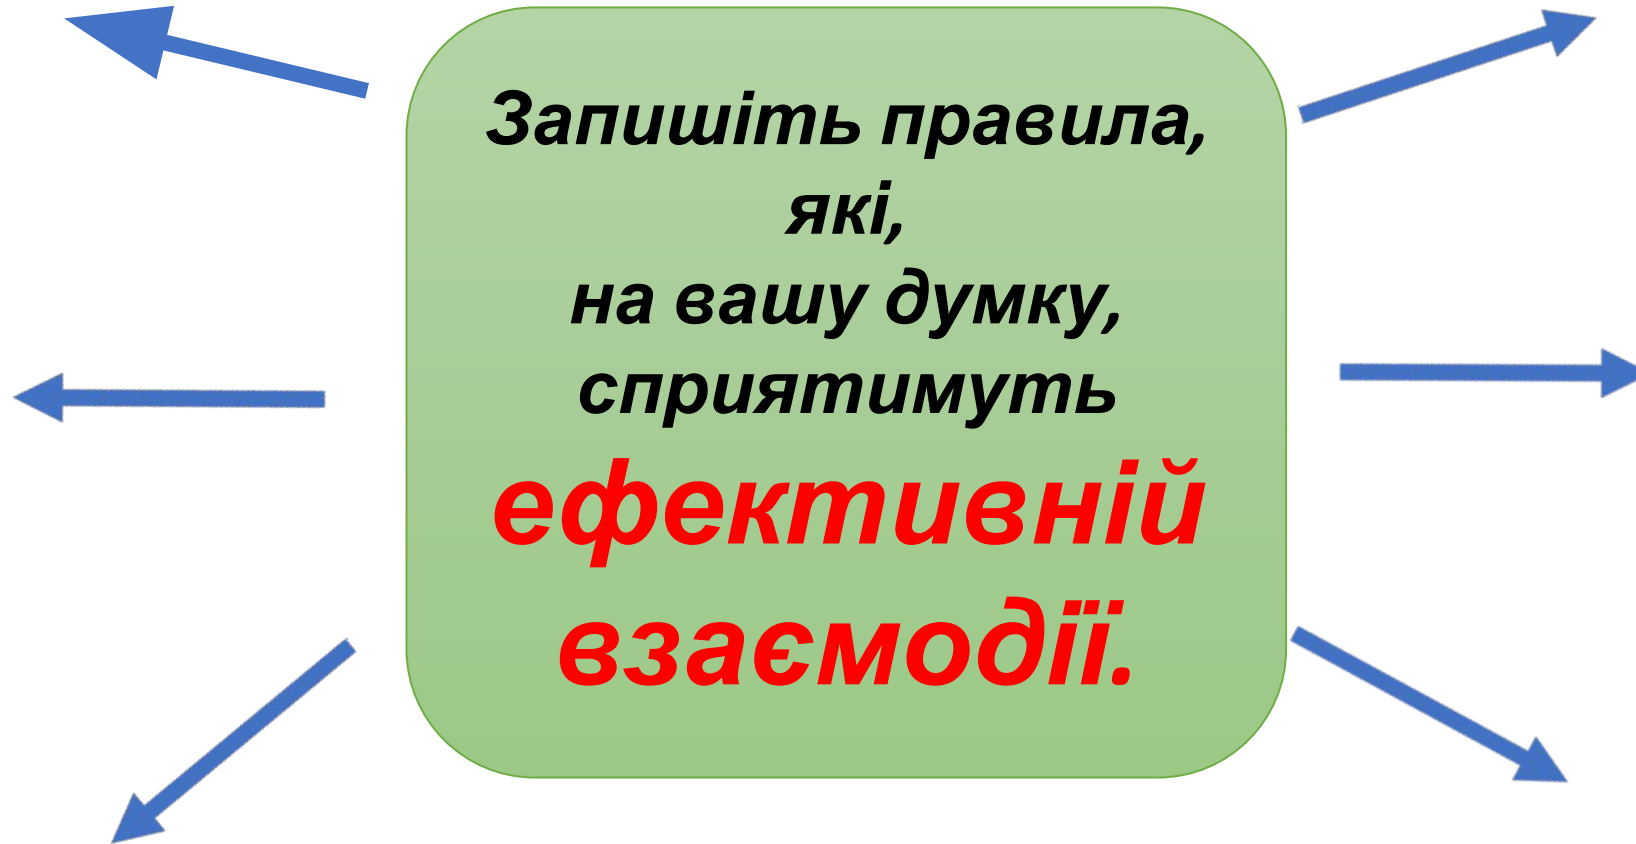 Запишіть правила,
які,
на вашу думку,
сприятимуть
ефективній
взаємодії.